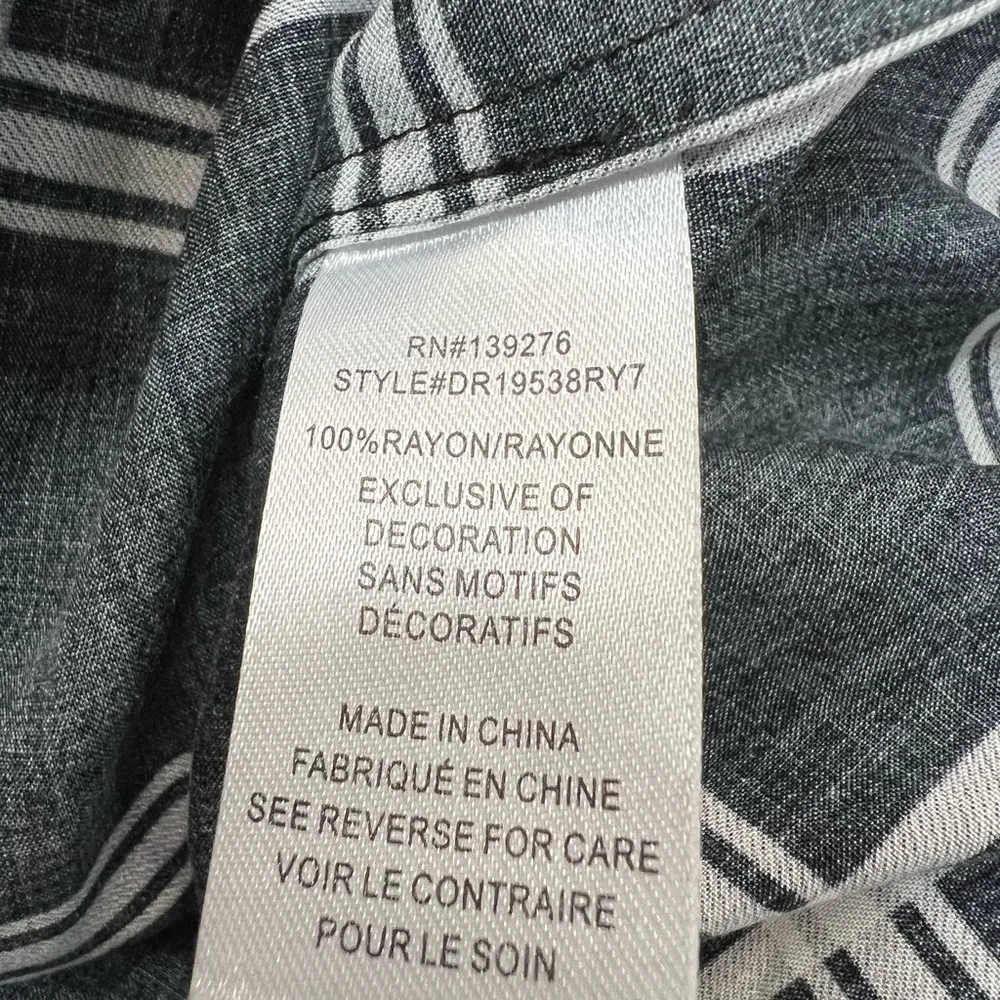 RN#139276
STYLE#DR19538RY7
100%RAYON/RAYONNE
EXCLUSIVE OF
DECORATION
SANS MOTIFS
DÉCORATIFS
MADE IN CHINA
FABRIQUÉ EN CHINE
SEE REVERSE FOR CARE
VOIR LE CONTRAIRE
POUR LE SOIN